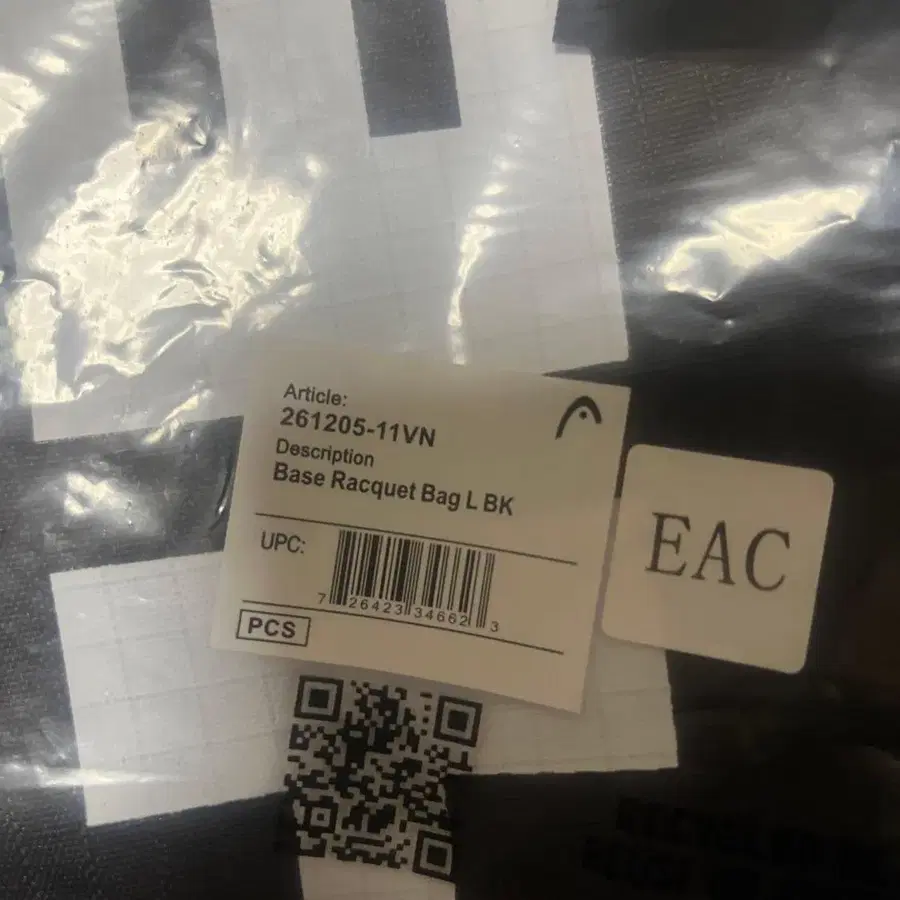 Article:
261205-11VN
Description
Base Racquet Bag L BK
UPC:
7 26423 34662 3
PCS
EAC